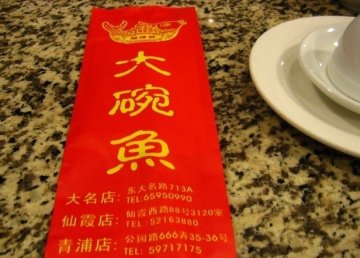 大碗魚
大名店: 东大名路713A
TEL:65950990
仙霞店: 仙霞西路88号3120室
TEL: 52163880
青浦店: 公园路666弄35-36号
TEL: 59717175